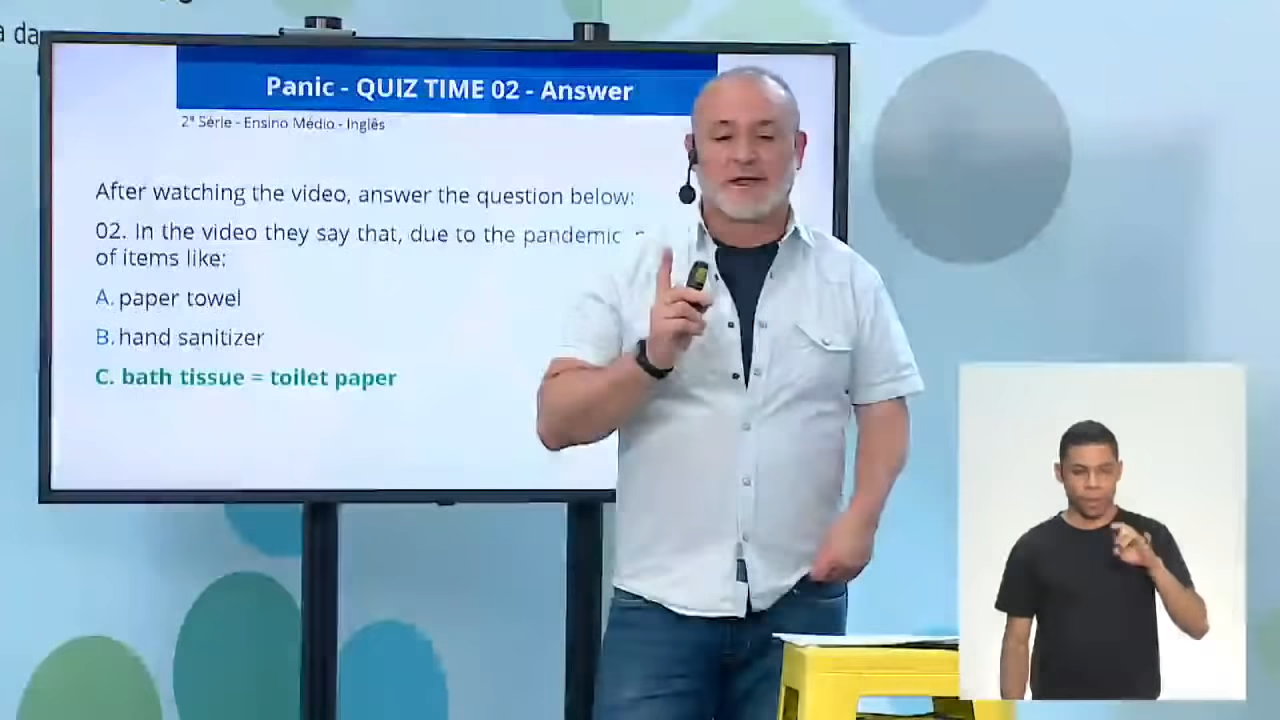 a da
Panic - QUIZ TIME 02 - Answer
2ª Série - Ensino Médio - Inglês
After watching the video, answer the question below:
02. In the video they say that, due to the pandemic
of items like:
A. paper towel
B. hand sanitizer
C. bath tissue = toilet paper